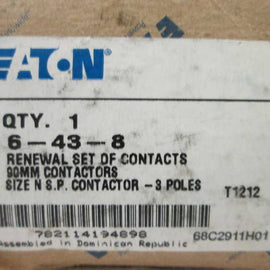 EATON
QTY. 1
6-43-8
RENEWAL SET OF CONTACTS
90MM CONTACTORS
SIZE N S.P. CONTACTOR -3 POLES
T1212
782114194898
68C2911H01
Assembled in Dominican Republic